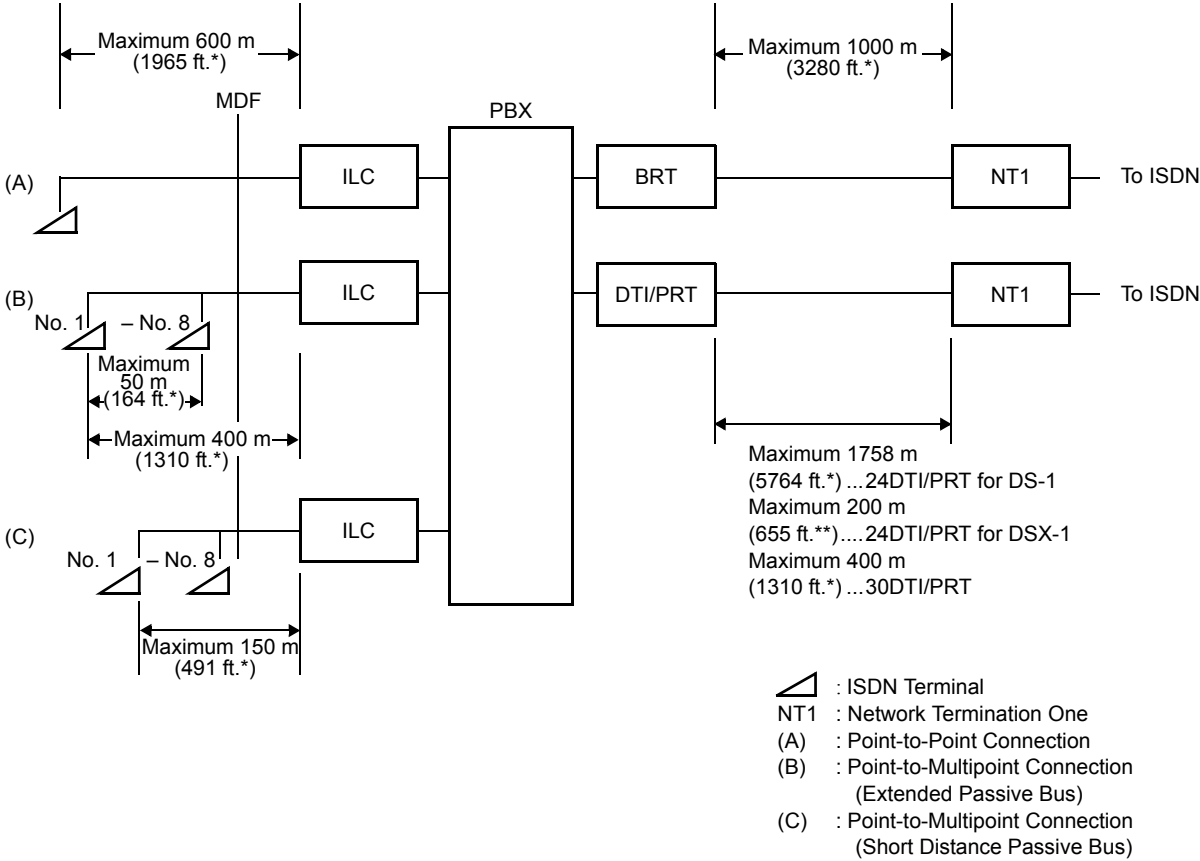 Maximum 600 m
(1965 ft.*)
Maximum 1000 m
(3280 ft.*)
MDF
PBX
(A)
ILC
BRT
NT1
To ISDN
(B)
No. 1
– No. 8
ILC
DTI/PRT
NT1
To ISDN
Maximum
50 m
(164 ft.*)
Maximum 400 m
(1310 ft.*)
Maximum 1758 m
(5764 ft.*) ...24DTI/PRT for DS-1
Maximum 200 m
(655 ft.**)....24DTI/PRT for DSX-1
Maximum 400 m
(1310 ft.*) ...30DTI/PRT
(C)
No. 1
– No. 8
ILC
Maximum 150 m
(491 ft.*)
: ISDN Terminal
NT1 : Network Termination One
(A) : Point-to-Point Connection
(B) : Point-to-Multipoint Connection
(Extended Passive Bus)
(C) : Point-to-Multipoint Connection
(Short Distance Passive Bus)